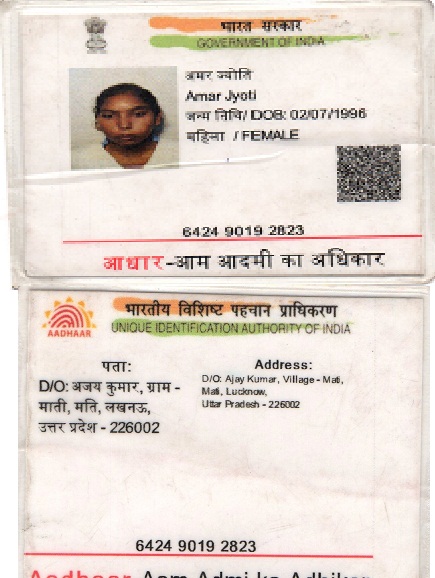 भारत सरकार
GOVERNMENT OF INDIA
अमर ज्योति
Amar Jyoti
जन्म तिथि/ DOB: 02/07/1996
महिला / FEMALE
6424 9019 2823
आधार-आम आदमी का अधिकार
AADHAAR
भारतीय विशिष्ट पहचान प्राधिकरण
UNIQUE IDENTIFICATION AUTHORITY OF INDIA
पता:
D/O: अजय कुमार, ग्राम -
माती, मति, लखनऊ,
उत्तर प्रदेश - 226002
Address:
D/O: Ajay Kumar, Village - Mati,
Mati, Lucknow,
Uttar Pradesh - 226002
6424 9019 2823
Aadhaar-Aam Admi ka Adhikar